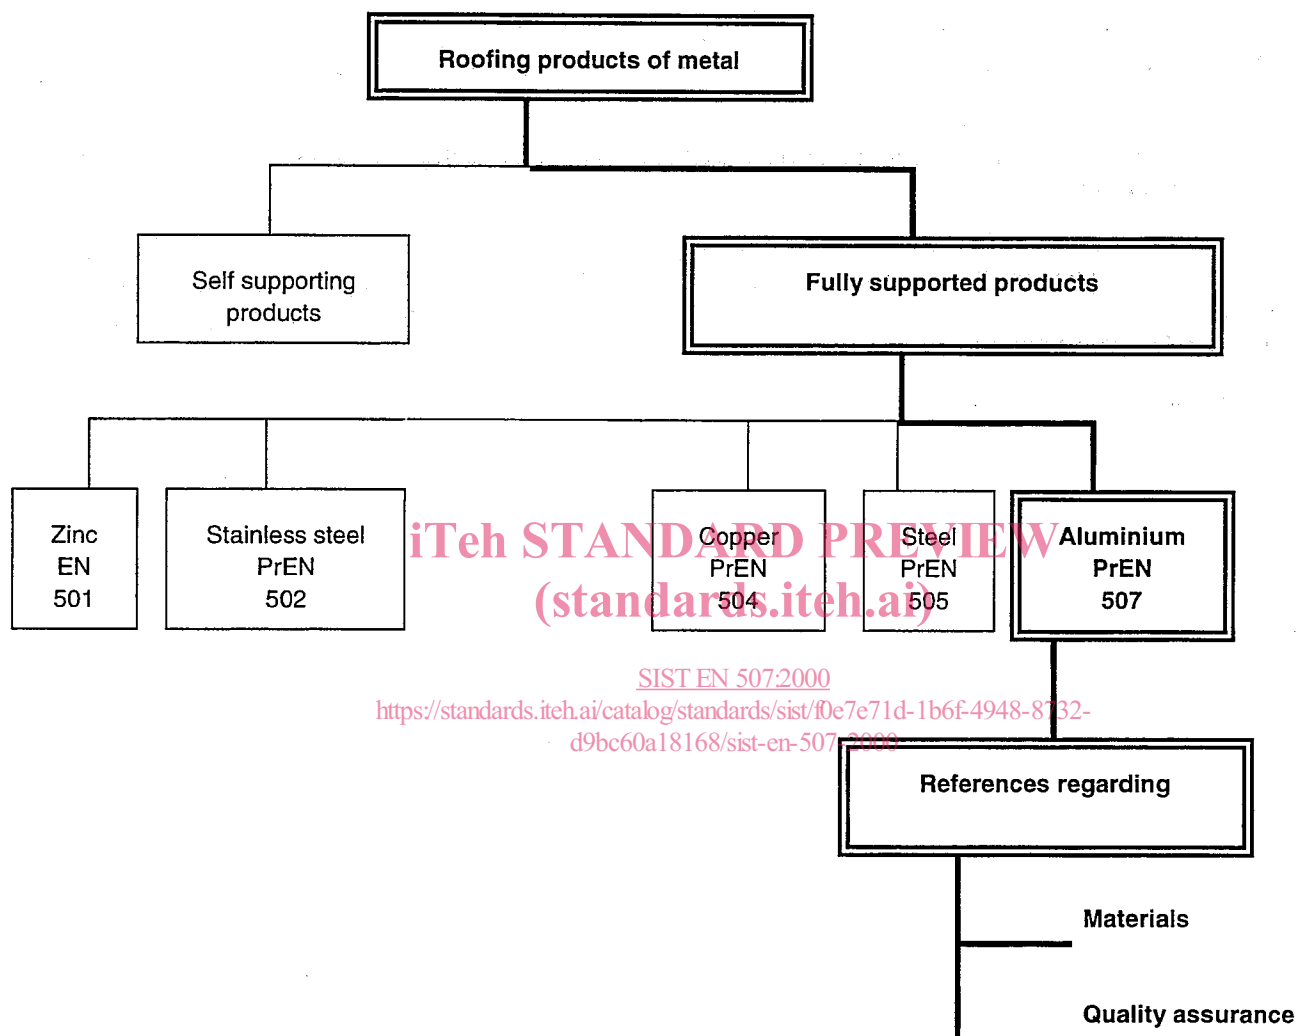 Roofing products of metal
Self supporting
products
Fully supported products
Zinc
EN
501
Stainless steel
PrEN
502
Copper
PrEN
504
Steel
PrEN
505
Aluminium
PrEN
507
iTeh STANDARD PREVIEW
(standards.iteh.ai)
SIST EN 507:2000
https://standards.iteh.ai/catalog/standards/sist/f0e7e71d-1b6f-4948-8732-
d9bc60a18168/sist-en-507-2000
References regarding
Materials
Quality assurance